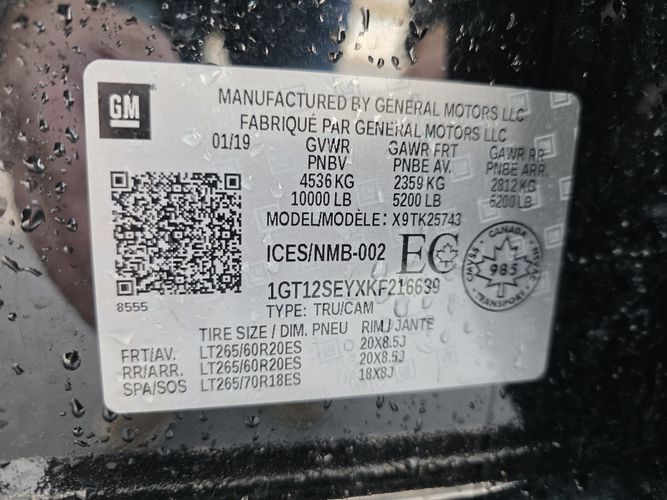 GM
MANUFACTURED BY GENERAL MOTORS LLC
FABRIQUÉ PAR GENERAL MOTORS LLC
01/19 GVWR GAWR FRT GAWR RR
PNBV PNBE AV. PNBE ARR.
4536 KG 2359 KG 2812 KG
10000 LB 5200 LB 6200 LB
MODEL/MODÈLE: X9TK25743
ICES/NMB-002 EC
CANADA CMVSS 985 NSVAC TRANSPORT
8555
1GT12SEYXKF216639
TYPE: TRU/CAM
TIRE SIZE / DIM. PNEU RIM / JANTE
FRT/AV. LT265/60R20ES 20X8.5J
RR/ARR. LT265/60R20ES 20X8.5J
SPA/SOS LT265/70R18ES 18X8J